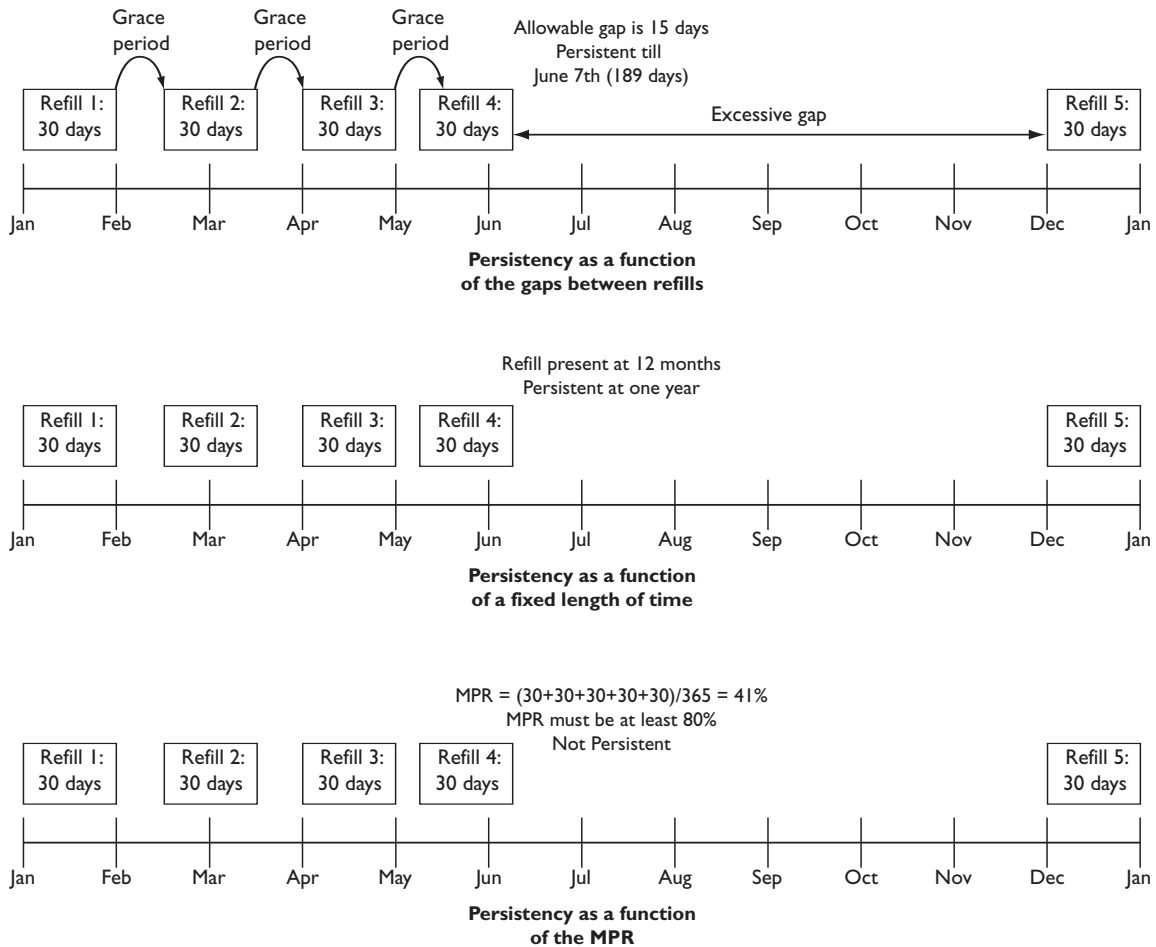 Grace
period
Grace
period
Grace
period
Allowable gap is 15 days
Persistent till
June 7th (189 days)
Refill 1:
30 days
Refill 2:
30 days
Refill 3:
30 days
Refill 4:
30 days
Excessive gap
Refill 5:
30 days
Jan Feb Mar Apr May Jun Jul Aug Sep Oct Nov Dec Jan
Persistency as a function
of the gaps between refills
Refill present at 12 months
Persistent at one year
Refill 1:
30 days
Refill 2:
30 days
Refill 3:
30 days
Refill 4:
30 days
Refill 5:
30 days
Jan Feb Mar Apr May Jun Jul Aug Sep Oct Nov Dec Jan
Persistency as a function
of a fixed length of time
MPR = (30+30+30+30+30)/365 = 41%
MPR must be at least 80%
Not Persistent
Refill 1:
30 days
Refill 2:
30 days
Refill 3:
30 days
Refill 4:
30 days
Refill 5:
30 days
Jan Feb Mar Apr May Jun Jul Aug Sep Oct Nov Dec Jan
Persistency as a function
of the MPR